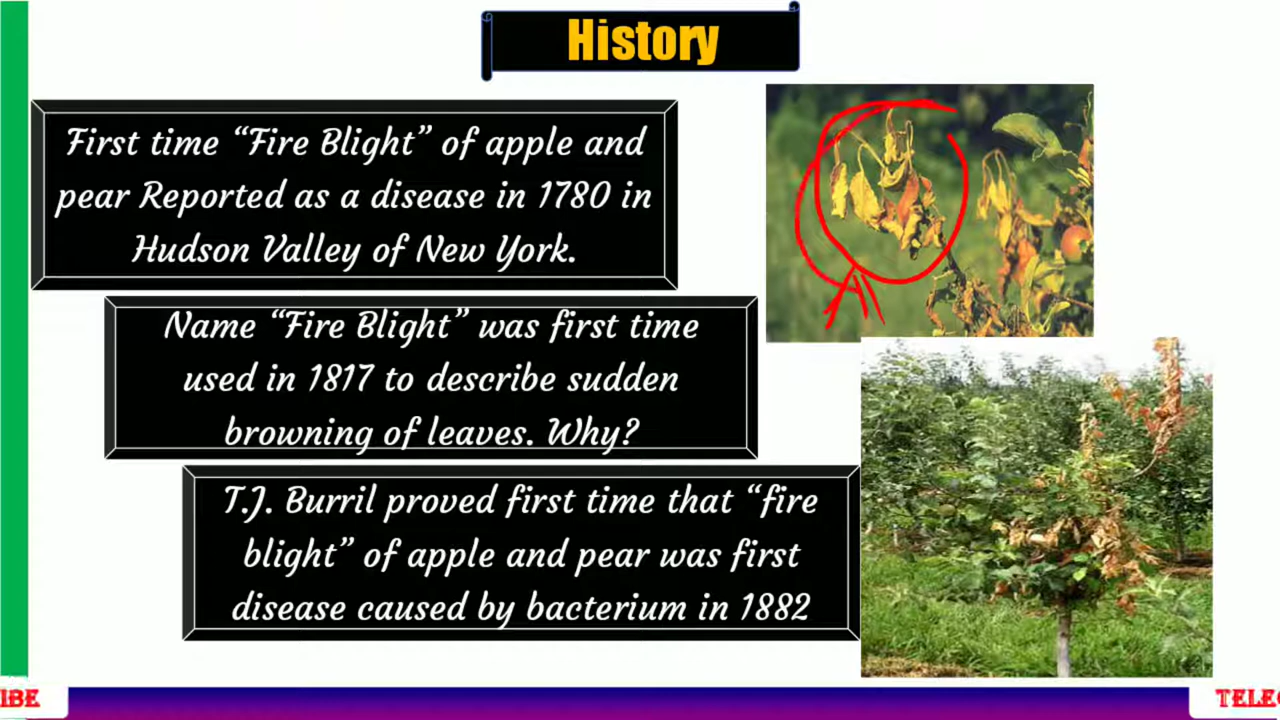 History
First time “Fire Blight” of apple and
pear Reported as a disease in 1780 in
Hudson Valley of New York.
Name “Fire Blight” was first time
used in 1817 to describe sudden
browning of leaves. Why?
T.J. Burril proved first time that “fire
blight” of apple and pear was first
disease caused by bacterium in 1882
IBE
TELE